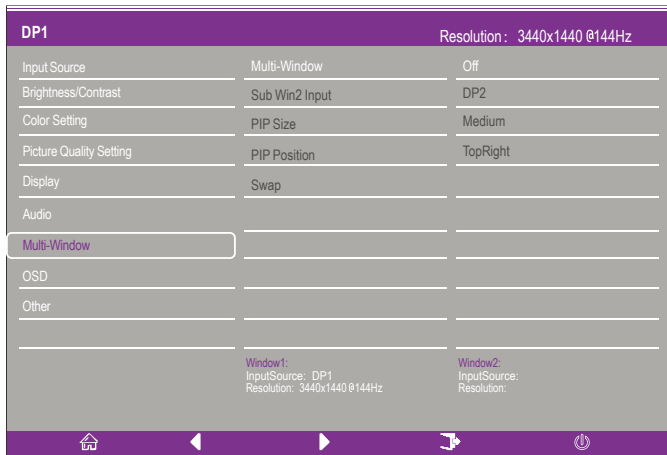 DP1
Resolution: 3440x1440 @144Hz
Input Source Multi-Window Off
Brightness/Contrast Sub Win2 Input DP2
Color Setting PIP Size Medium
Picture Quality Setting PIP Position TopRight
Display Swap
Audio
Multi-Window
OSD
Other
Window1:
InputSource: DP1
Resolution: 3440x1440 @144Hz
Window2:
InputSource:
Resolution: